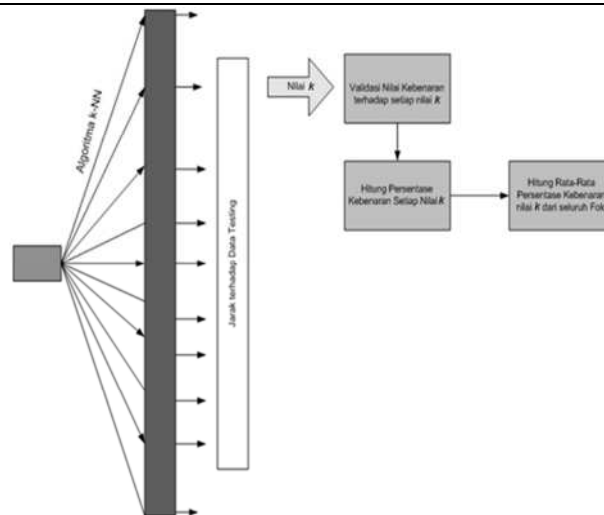 Algoritma k-NN
Jarak terhadap Data Testing
Nilai k
Validasi Nilai Kebenaran
terhadap setiap nilai k
Hitung Persentase
Kebenaran Setiap Nilai k
Hitung Rata-Rata
Persentase Kebenaran
nilai k dari seluruh Fold